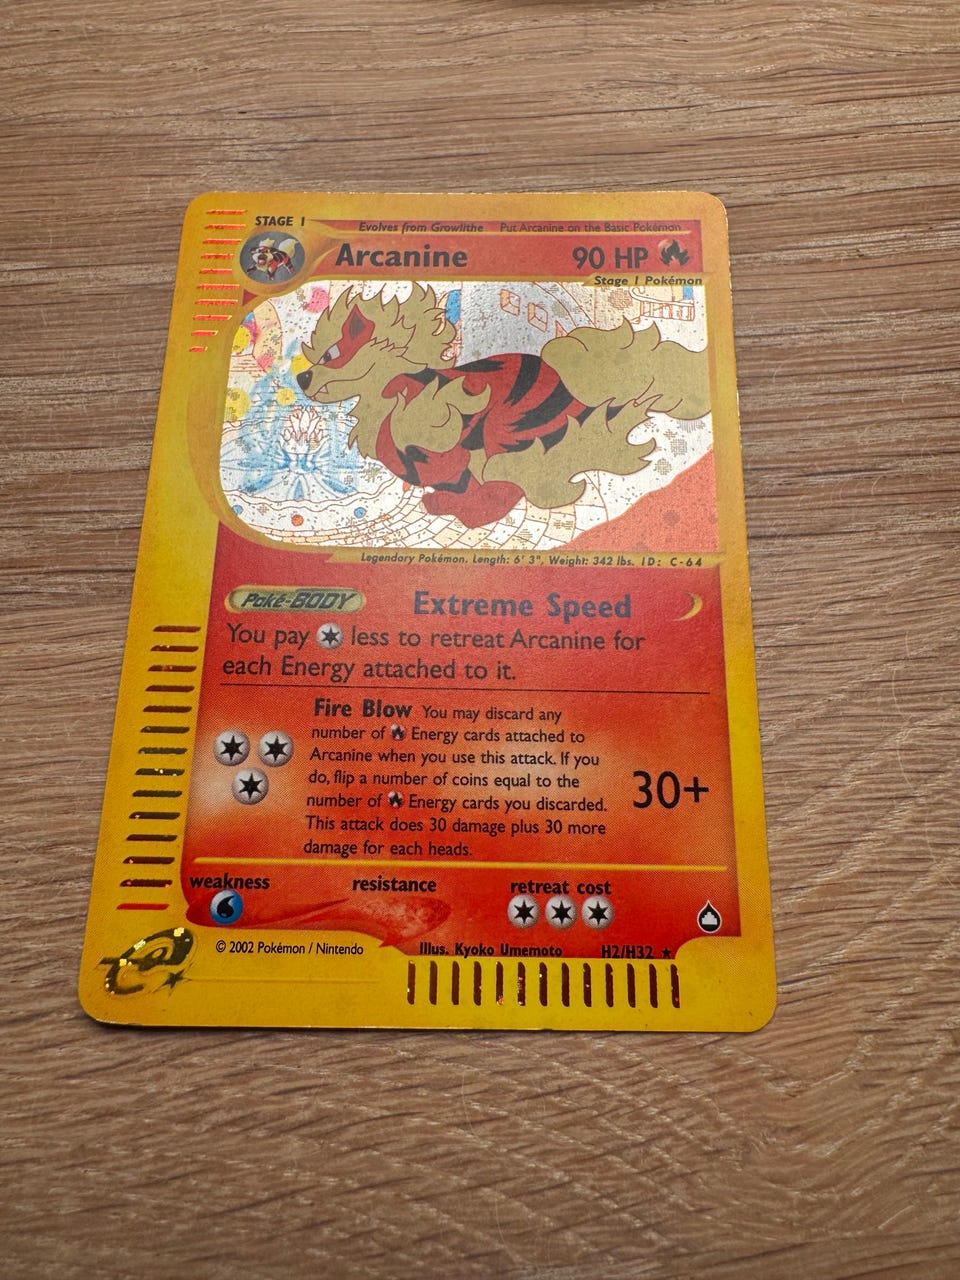 STAGE 1
Evolves from Growlithe Put Arcanine on the Basic Pokémon
Arcanine 90 HP
Stage 1 Pokémon
Legendary Pokémon. Length: 6' 3", Weight: 342 lbs. ID: C-64
Poké-BODY Extreme Speed
You pay less to retreat Arcanine for
each Energy attached to it.
Fire Blow You may discard any
number of Energy cards attached to
Arcanine when you use this attack. If you
do, flip a number of coins equal to the
number of Energy cards you discarded.
This attack does 30 damage plus 30 more
damage for each heads.
30+
weakness resistance retreat cost
© 2002 Pokémon / Nintendo Illus. Kyoko Umemoto H2/H32 ★
e